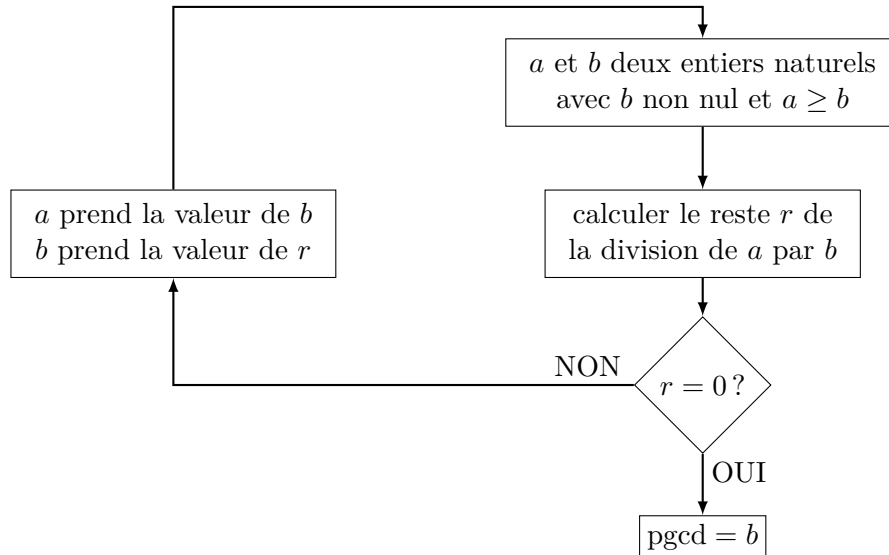 a et b deux entiers naturels
avec b non nul et a ≥ b
a prend la valeur de b
b prend la valeur de r
calculer le reste r de
la division de a par b
NON
r = 0 ?
OUI
pgcd = b